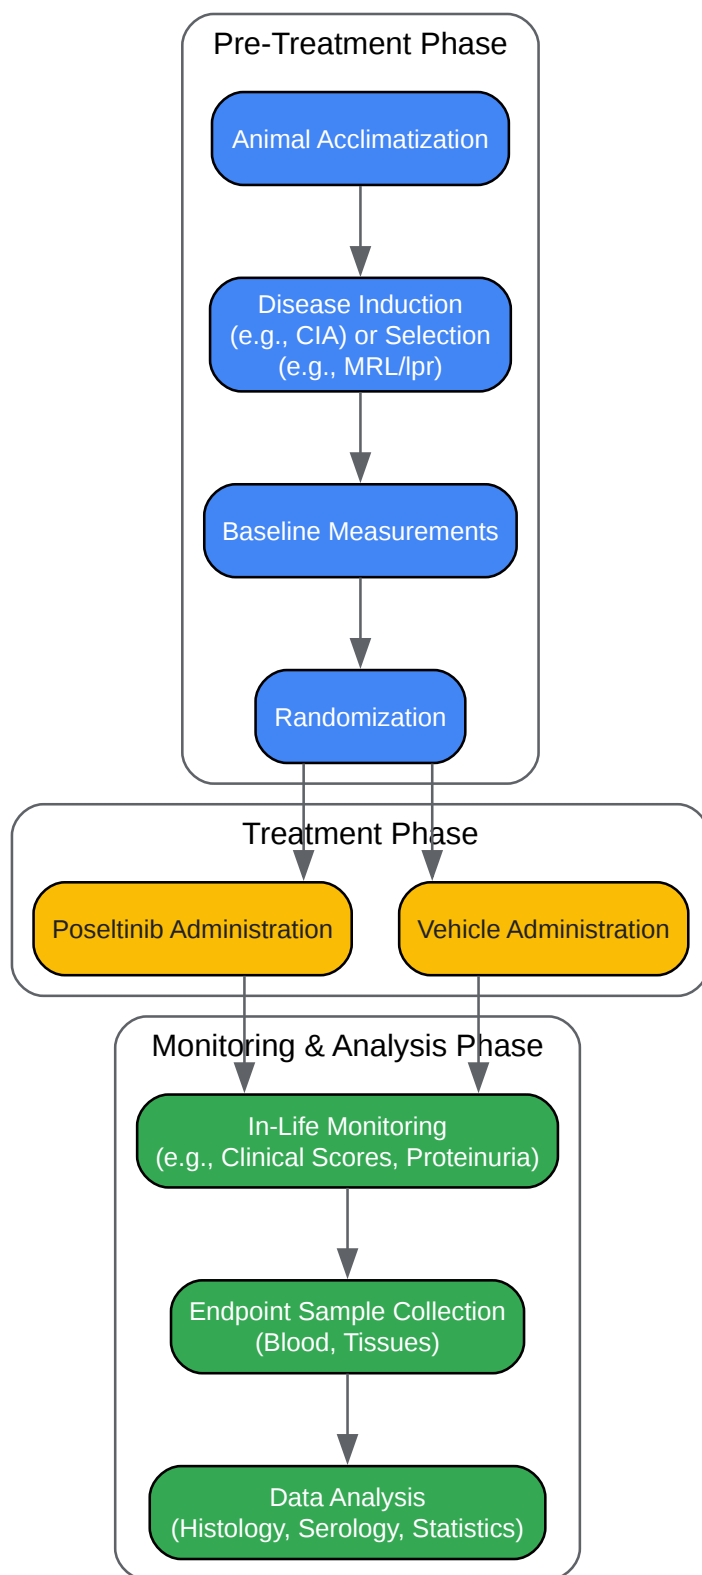 Pre-Treatment Phase
Animal Acclimatization
Disease Induction
(e.g., CIA) or Selection
(e.g., MRL/lpr)
Baseline Measurements
Randomization
Treatment Phase
Poseltinib Administration
Vehicle Administration
Monitoring & Analysis Phase
In-Life Monitoring
(e.g., Clinical Scores, Proteinuria)
Endpoint Sample Collection
(Blood, Tissues)
Data Analysis
(Histology, Serology, Statistics)